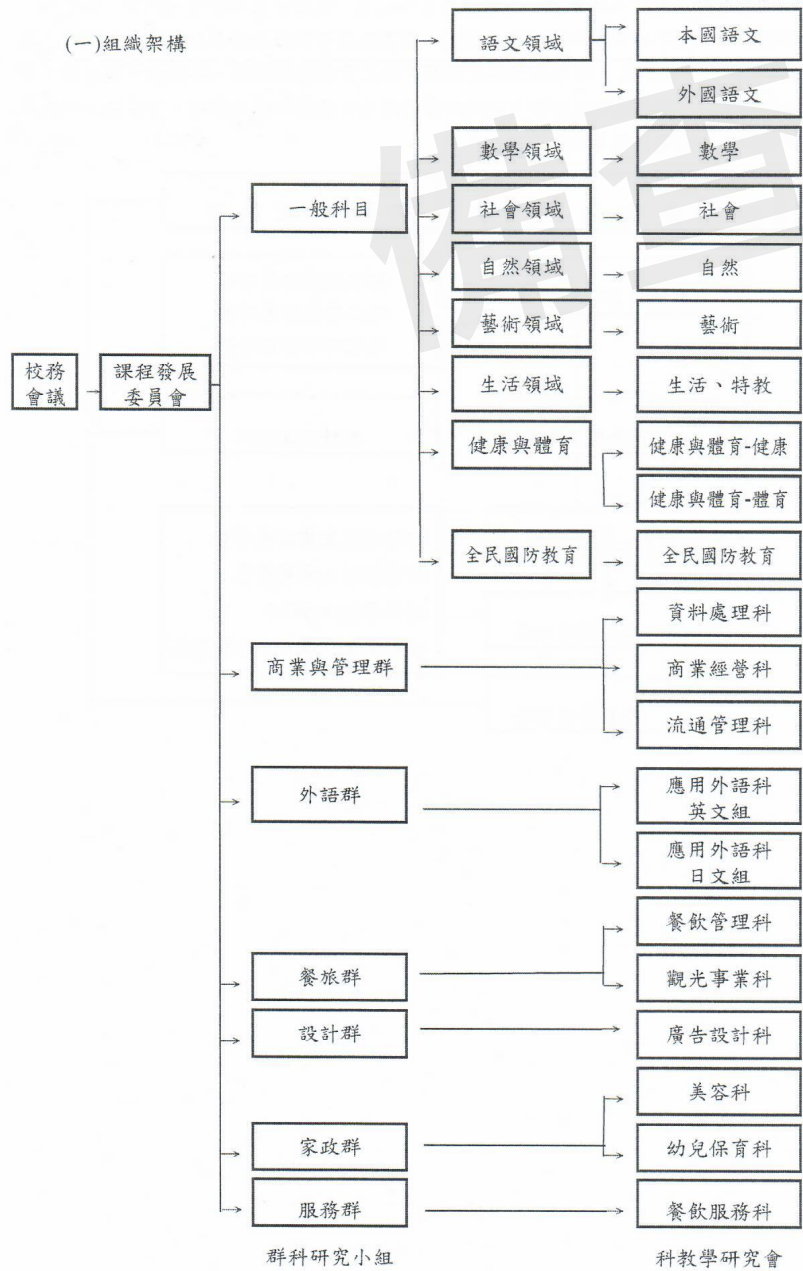 (一)組織架構
校務
會議
課程發展
委員會
一般科目
語文領域
本國語文
外國語文
數學領域
數學
社會領域
社會
自然領域
自然
藝術領域
藝術
生活領域
生活、特教
健康與體育
健康與體育-健康
健康與體育-體育
全民國防教育
全民國防教育
商業與管理群
資料處理科
商業經營科
流通管理科
外語群
應用外語科
英文組
應用外語科
日文組
餐旅群
餐飲管理科
觀光事業科
設計群
廣告設計科
家政群
美容科
幼兒保育科
服務群
餐飲服務科
群科研究小組
科教學研究會
備查